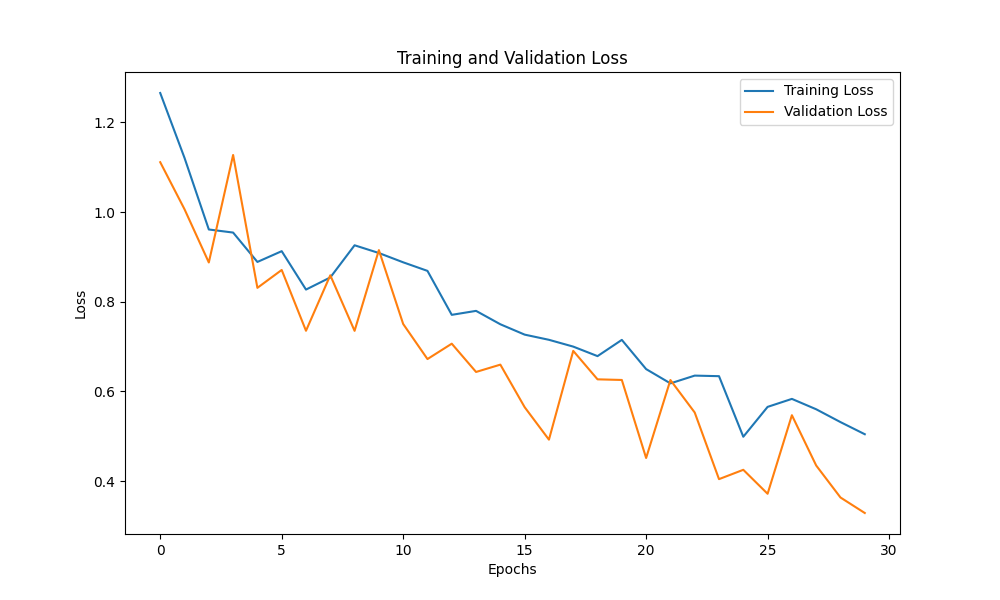 Training and Validation Loss
Training Loss
Validation Loss
1.2
1.0
0.8
0.6
0.4
Loss
0 5 10 15 20 25 30
Epochs